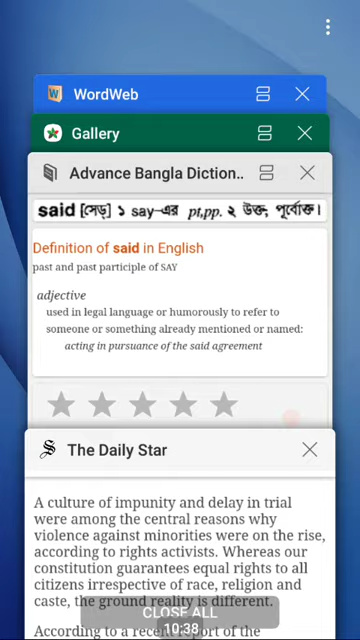 WordWeb
Gallery
Advance Bangla Diction..
said [সেড্] ১ say-এর pt,pp. ২ উক্ত, পূর্বোক্ত।
Definition of said in English
past and past participle of SAY
adjective
used in legal language or humorously to refer to
someone or something already mentioned or named:
acting in pursuance of the said agreement
The Daily Star
A culture of impunity and delay in trial
were among the central reasons why
violence against minorities were on the rise,
according to rights activists. Whereas our
constitution guarantees equal rights to all
citizens irrespective of race, religion and
caste, the ground reality is different.
CLOSE ALL
10:38
According to a recent report of the